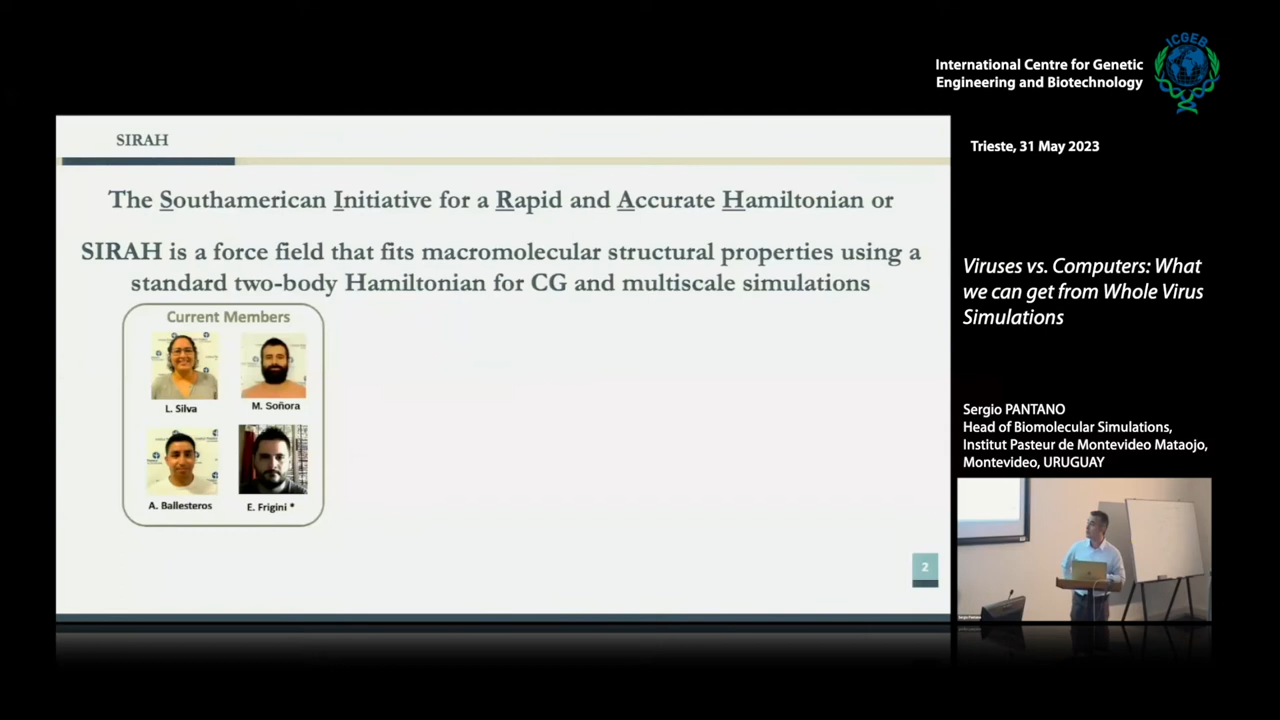 ICGEB
International Centre for Genetic
Engineering and Biotechnology
Trieste, 31 May 2023
Viruses vs. Computers: What
we can get from Whole Virus
Simulations
Sergio PANTANO
Head of Biomolecular Simulations,
Institut Pasteur de Montevideo Mataojo,
Montevideo, URUGUAY
SIRAH
The Southamerican Initiative for a Rapid and Accurate Hamiltonian or
SIRAH is a force field that fits macromolecular structural properties using a
standard two-body Hamiltonian for CG and multiscale simulations
Current Members
L. Silva
M. Soñora
A. Ballesteros
E. Frigini *
2